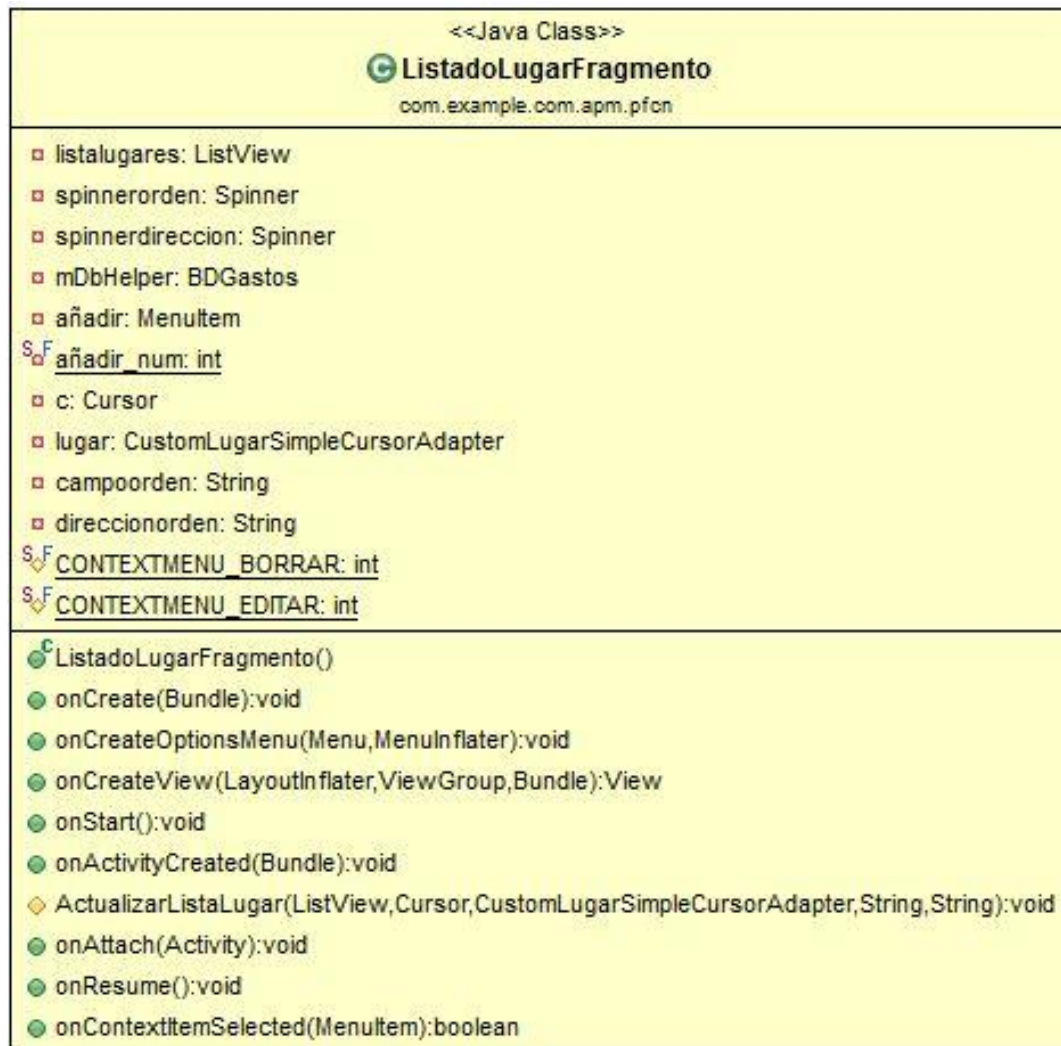 <<Java Class>>
C ListadoLugarFragmento
com.example.com.apm.pfcn
listalugares: ListView
spinnerorden: Spinner
spinnerdireccion: Spinner
mDbHelper: BDGastos
añadir: MenuItem
S F añadir_num: int
c: Cursor
lugar: CustomLugarSimpleCursorAdapter
campoorden: String
direccionorden: String
S F CONTEXTMENU_BORRAR: int
S F CONTEXTMENU_EDITAR: int
C ListadoLugarFragmento()
onCreate(Bundle):void
onCreateOptionsMenu(Menu,MenuInflater):void
onCreateView(LayoutInflater,ViewGroup,Bundle):View
onStart():void
onActivityCreated(Bundle):void
ActualizarListaLugar(ListView,Cursor,CustomLugarSimpleCursorAdapter,String,String):void
onAttach(Activity):void
onResume():void
onContextItemSelected(MenuItem):boolean